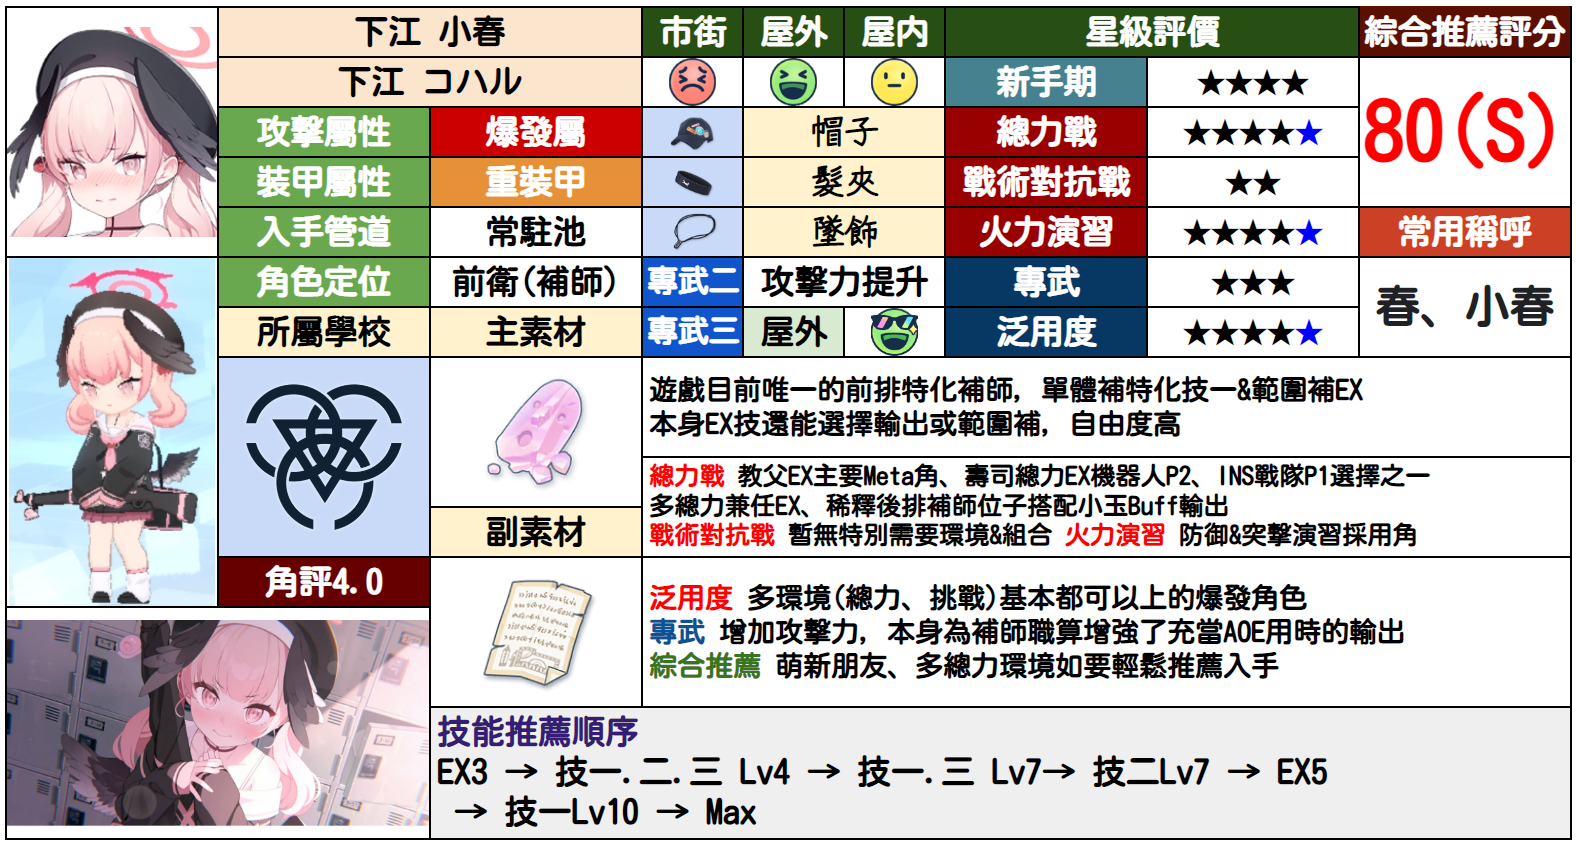 下江 小春
市街 屋外 屋内
星級評價
綜合推薦評分
下江 コハル
新手期 ★★★★
80(S)
攻擊屬性 爆發屬
帽子
總力戰 ★★★★★
裝甲屬性 重裝甲
髮夾
戰術對抗戰 ★★
入手管道 常駐池
墜飾
火力演習 ★★★★★
常用稱呼
角色定位 前衛(補師)
專武二 攻擊力提升
專武 ★★★
春、小春
所屬學校 主素材
專武三 屋外
泛用度 ★★★★★
遊戲目前唯一的前排特化補師, 單體補特化技一&範圍補EX
本身EX技還能選擇輸出或範圍補, 自由度高
總力戰 教父EX主要Meta角、壽司總力EX機器人P2、INS戰隊P1選擇之一
多總力兼任EX、稀釋後排補師位子搭配小玉Buff輸出
戰術對抗戰 暫無特別需要環境&組合 火力演習 防御&突擊演習採用角
副素材
角評4.0
泛用度 多環境(總力、挑戰)基本都可以上的爆發角色
專武 增加攻擊力, 本身為補師職算增強了充當AOE用時的輸出
綜合推薦 萌新朋友、多總力環境如要輕鬆推薦入手
技能推薦順序
EX3 → 技一.二.三 Lv4 → 技一.三 Lv7→ 技二Lv7 → EX5
→ 技一Lv10 → Max